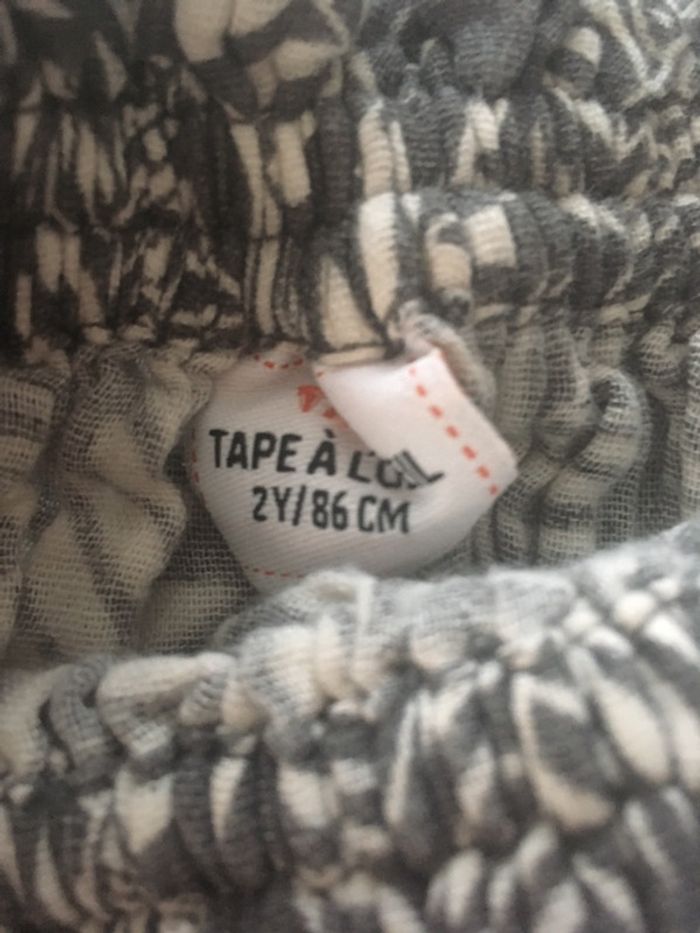 TAPE À L'ŒIL
2Y/86 CM